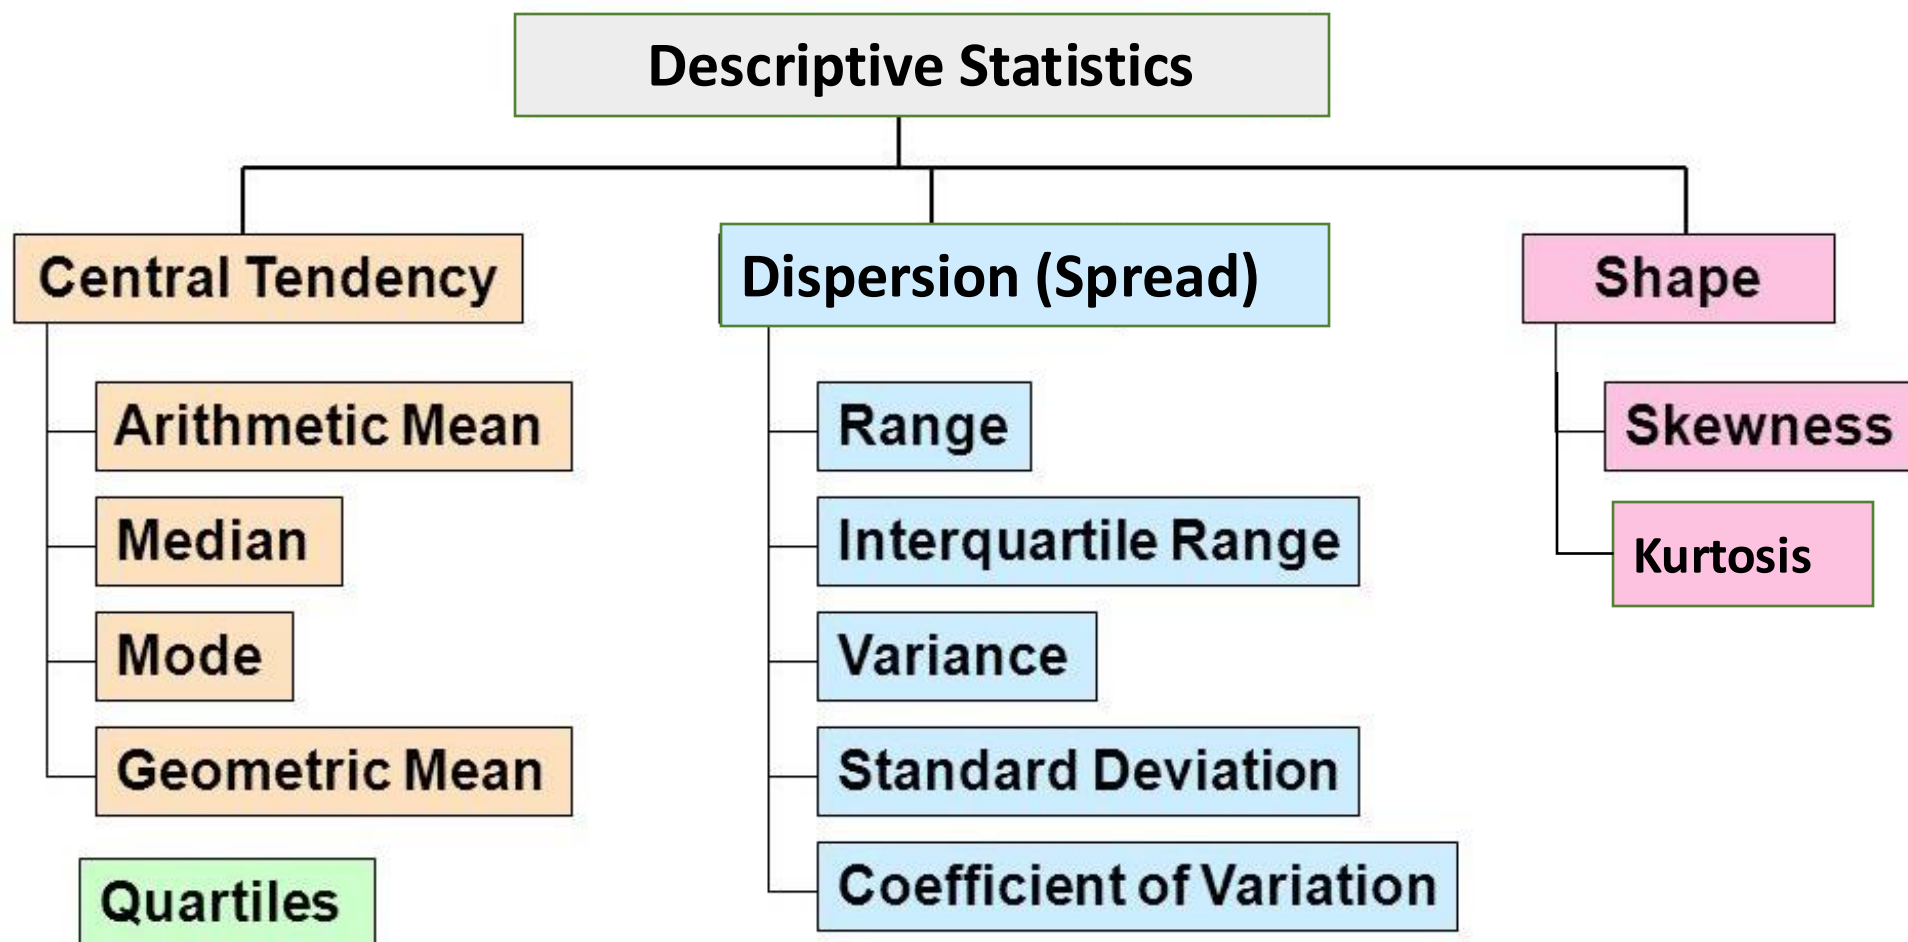 Descriptive Statistics
Central Tendency
Arithmetic Mean
Median
Mode
Geometric Mean
Quartiles
Dispersion (Spread)
Range
Interquartile Range
Variance
Standard Deviation
Coefficient of Variation
Shape
Skewness
Kurtosis